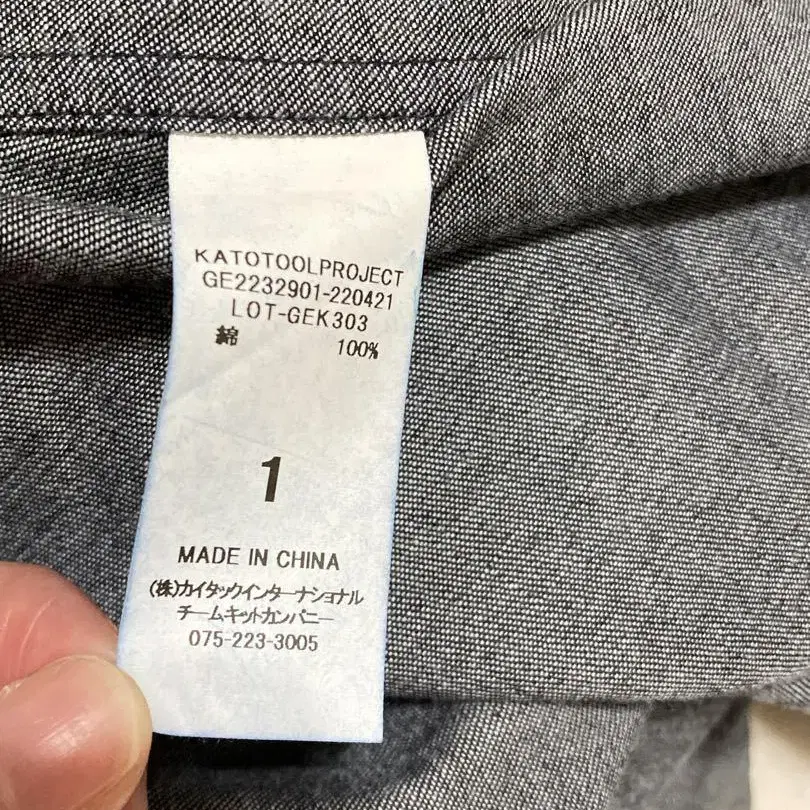 KATOTOOLPROJECT
GE2232901-220421
LOT-GEK303
綿 100%
1
MADE IN CHINA
(株)カイタックインターナショナル
チームキットカンパニー
075-223-3005